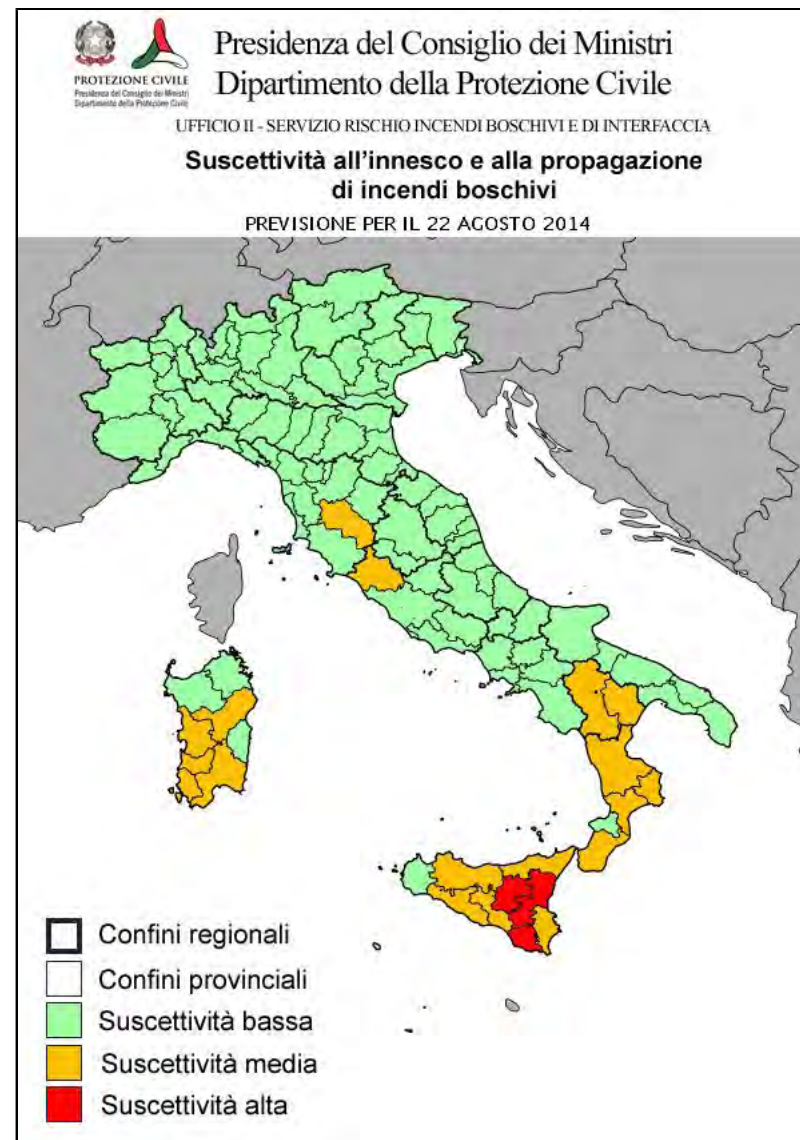 Presidenza del Consiglio dei Ministri
Dipartimento della Protezione Civile
PROTEZIONE CIVILE
Presidenza del Consiglio dei Ministri
Dipartimento della Protezione Civile
UFFICIO II - SERVIZIO RISCHIO INCENDI BOSCHIVI E DI INTERFACCIA
Suscettività all'innesco e alla propagazione
di incendi boschivi
PREVISIONE PER IL 22 AGOSTO 2014
Confini regionali
Confini provinciali
Suscettività bassa
Suscettività media
Suscettività alta